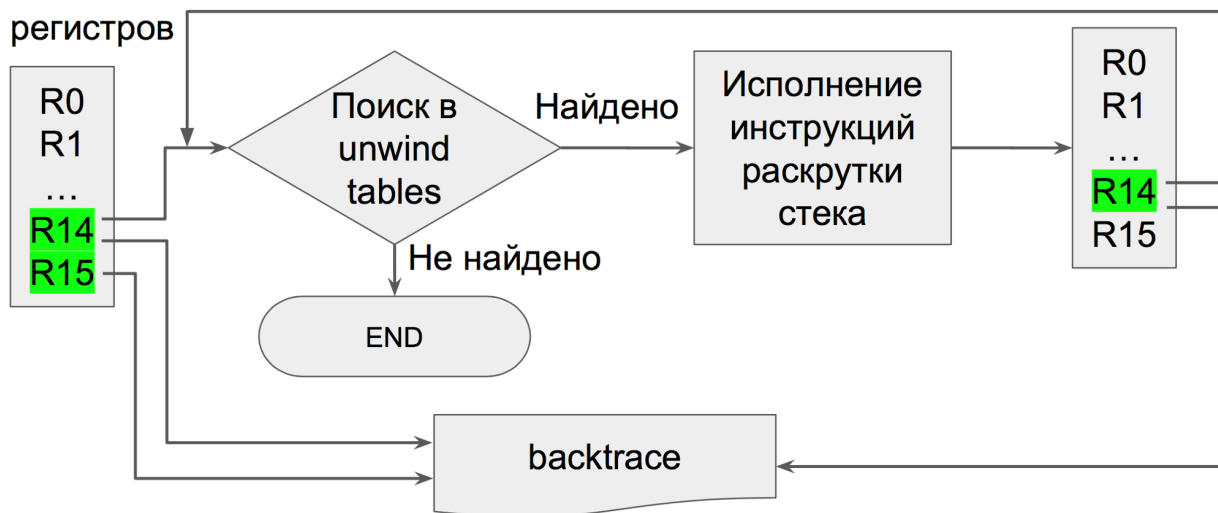 регистров
R0
R1
...
R14
R15
Поиск в
unwind
tables
Найдено
Не найдено
END
Исполнение
инструкций
раскрутки
стека
R0
R1
...
R14
R15
backtrace